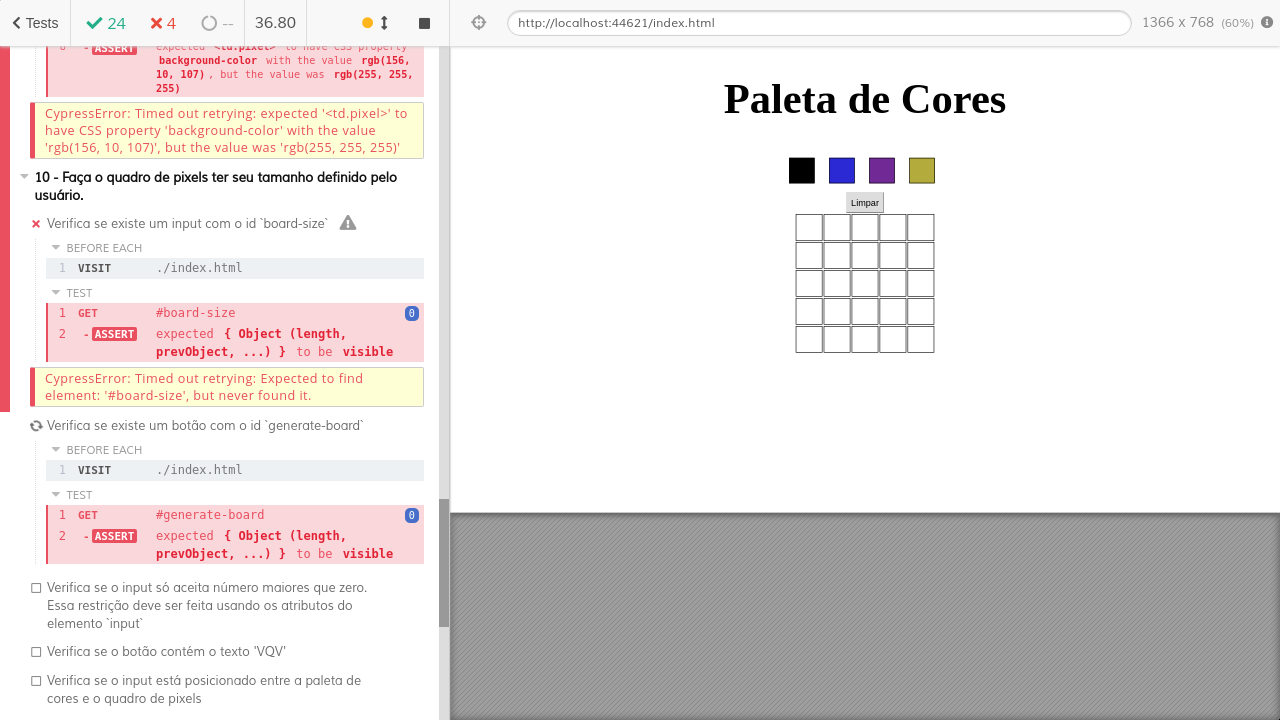 Tests 24 4 -- 36.80 http://localhost:44621/index.html 1366 x 768 (60%)
6 -ASSERT expected <td.pixel> to have CSS property
background-color with the value rgb(156,
10, 107), but the value was rgb(255, 255,
255)
CypressError: Timed out retrying: expected '<td.pixel>' to
have CSS property 'background-color' with the value
'rgb(156, 10, 107)', but the value was 'rgb(255, 255, 255)'
10 - Faça o quadro de pixels ter seu tamanho definido pelo
usuário.
Verifica se existe um input com o id `board-size`
BEFORE EACH
1 VISIT ./index.html
TEST
1 GET #board-size 0
2 -ASSERT expected { Object (length,
prevObject, ...) } to be visible
CypressError: Timed out retrying: Expected to find
element: '#board-size', but never found it.
Verifica se existe um botão com o id `generate-board`
BEFORE EACH
1 VISIT ./index.html
TEST
1 GET #generate-board 0
2 -ASSERT expected { Object (length,
prevObject, ...) } to be visible
Verifica se o input só aceita número maiores que zero.
Essa restrição deve ser feita usando os atributos do
elemento `input`
Verifica se o botão contém o texto 'VQV'
Verifica se o input está posicionado entre a paleta de
cores e o quadro de pixels
Paleta de Cores
Limpar